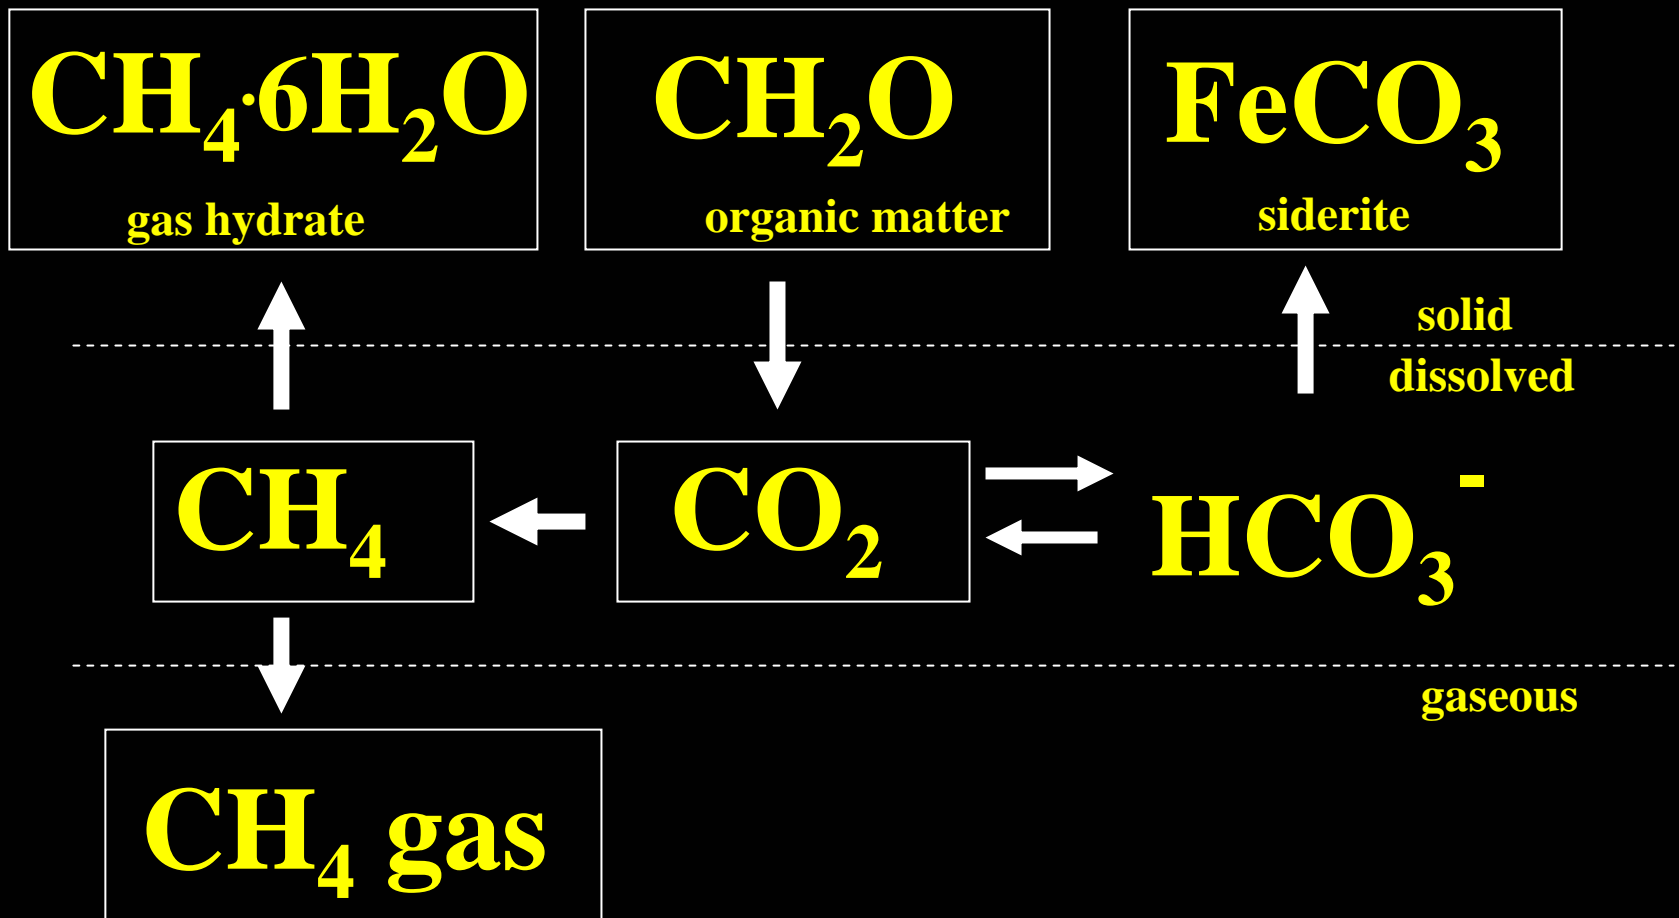 CH₄·6H₂O
gas hydrate
CH₂O
organic matter
FeCO₃
siderite
solid
dissolved
CH₄
CO₂
HCO₃⁻
gaseous
CH₄ gas